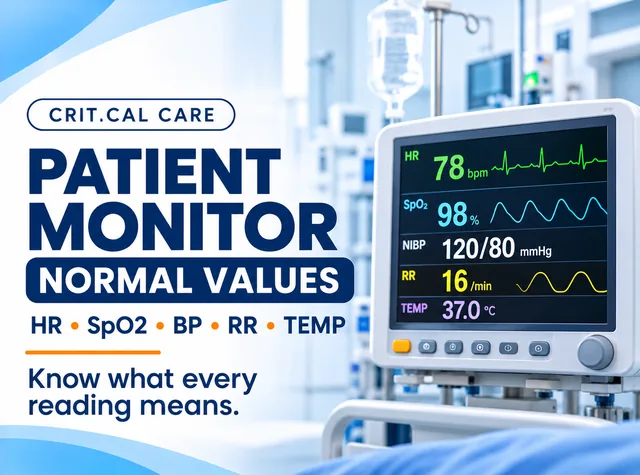 CRIT.CAL CARE
PATIENT
MONITOR
NORMAL VALUES
HR • SpO2 • BP • RR • TEMP
Know what every
reading means.
HR 78 bpm
SpO₂ 98 %
NIBP 120/80 mmHg
RR 16 /min
TEMP 37.0 °C